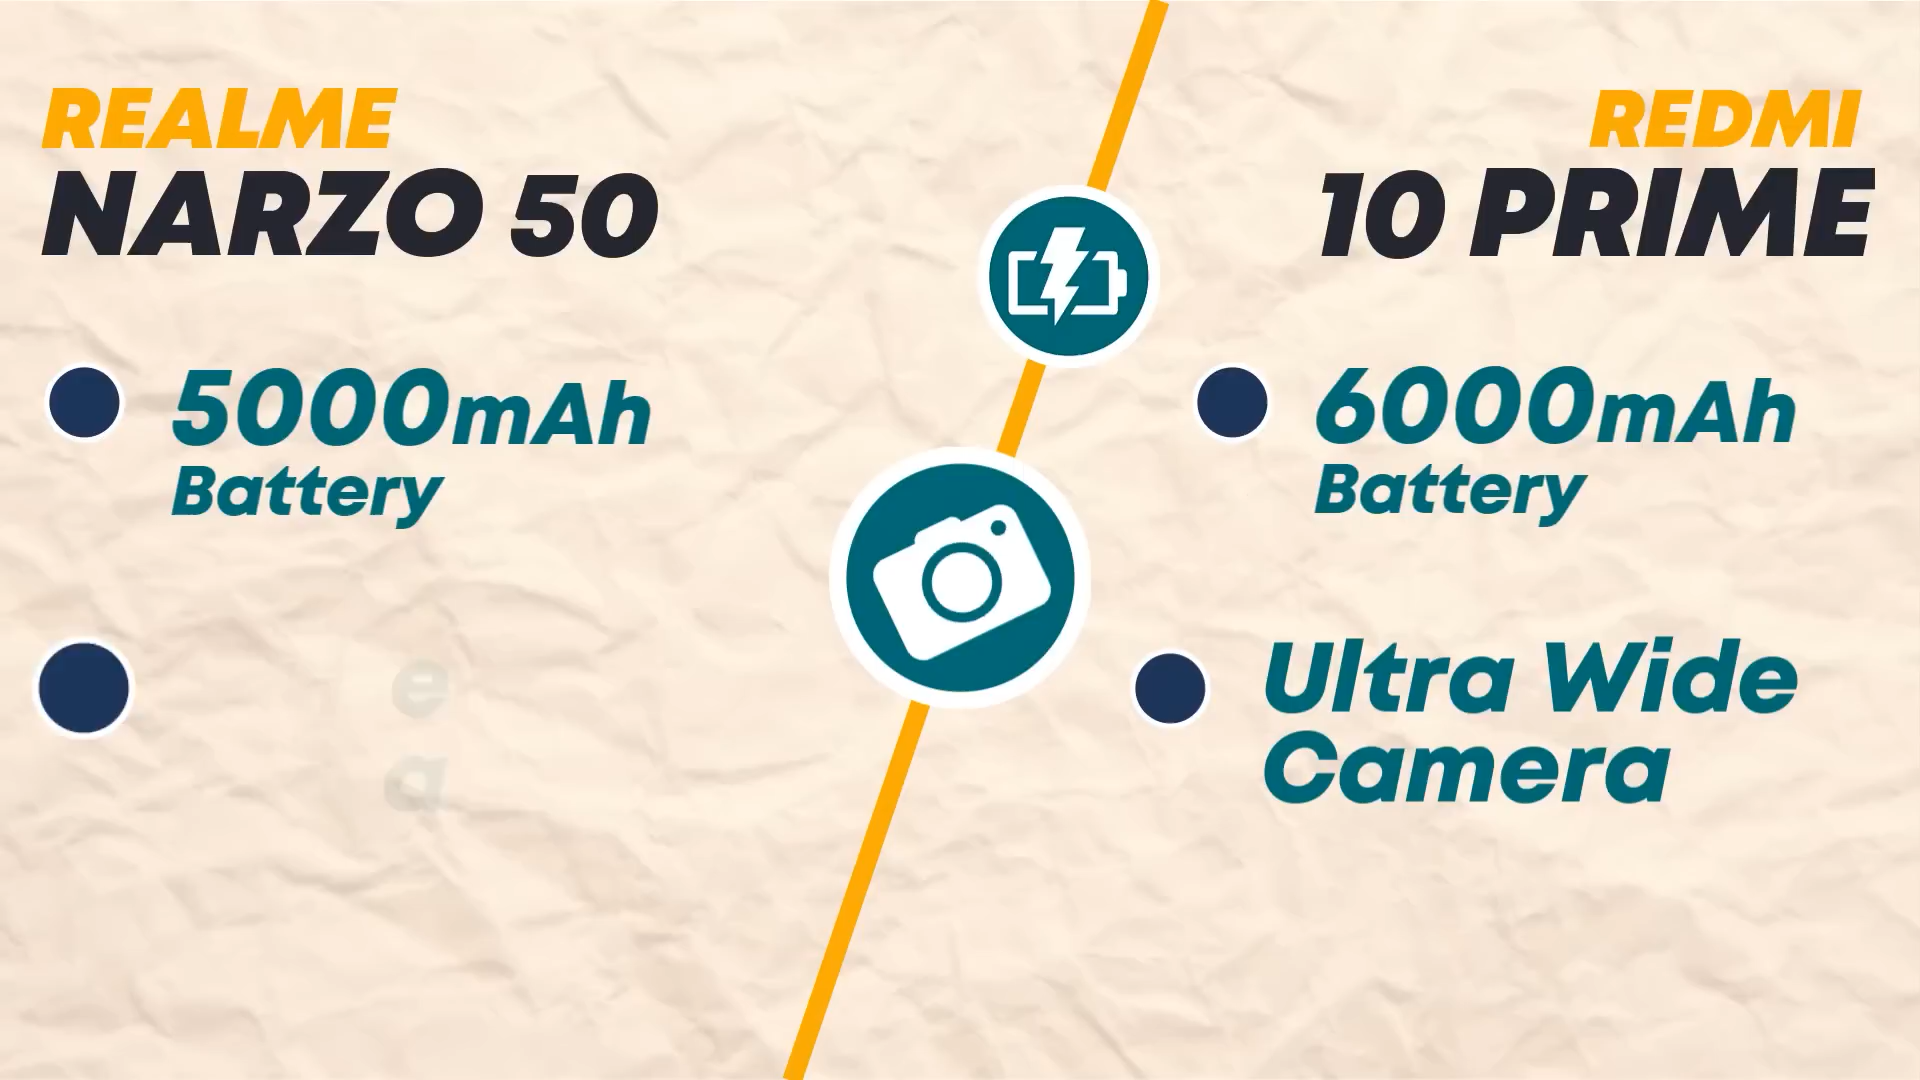 REALME
NARZO 50
5000mAh
Battery
REDMI
10 PRIME
6000mAh
Battery
Ultra Wide
Camera